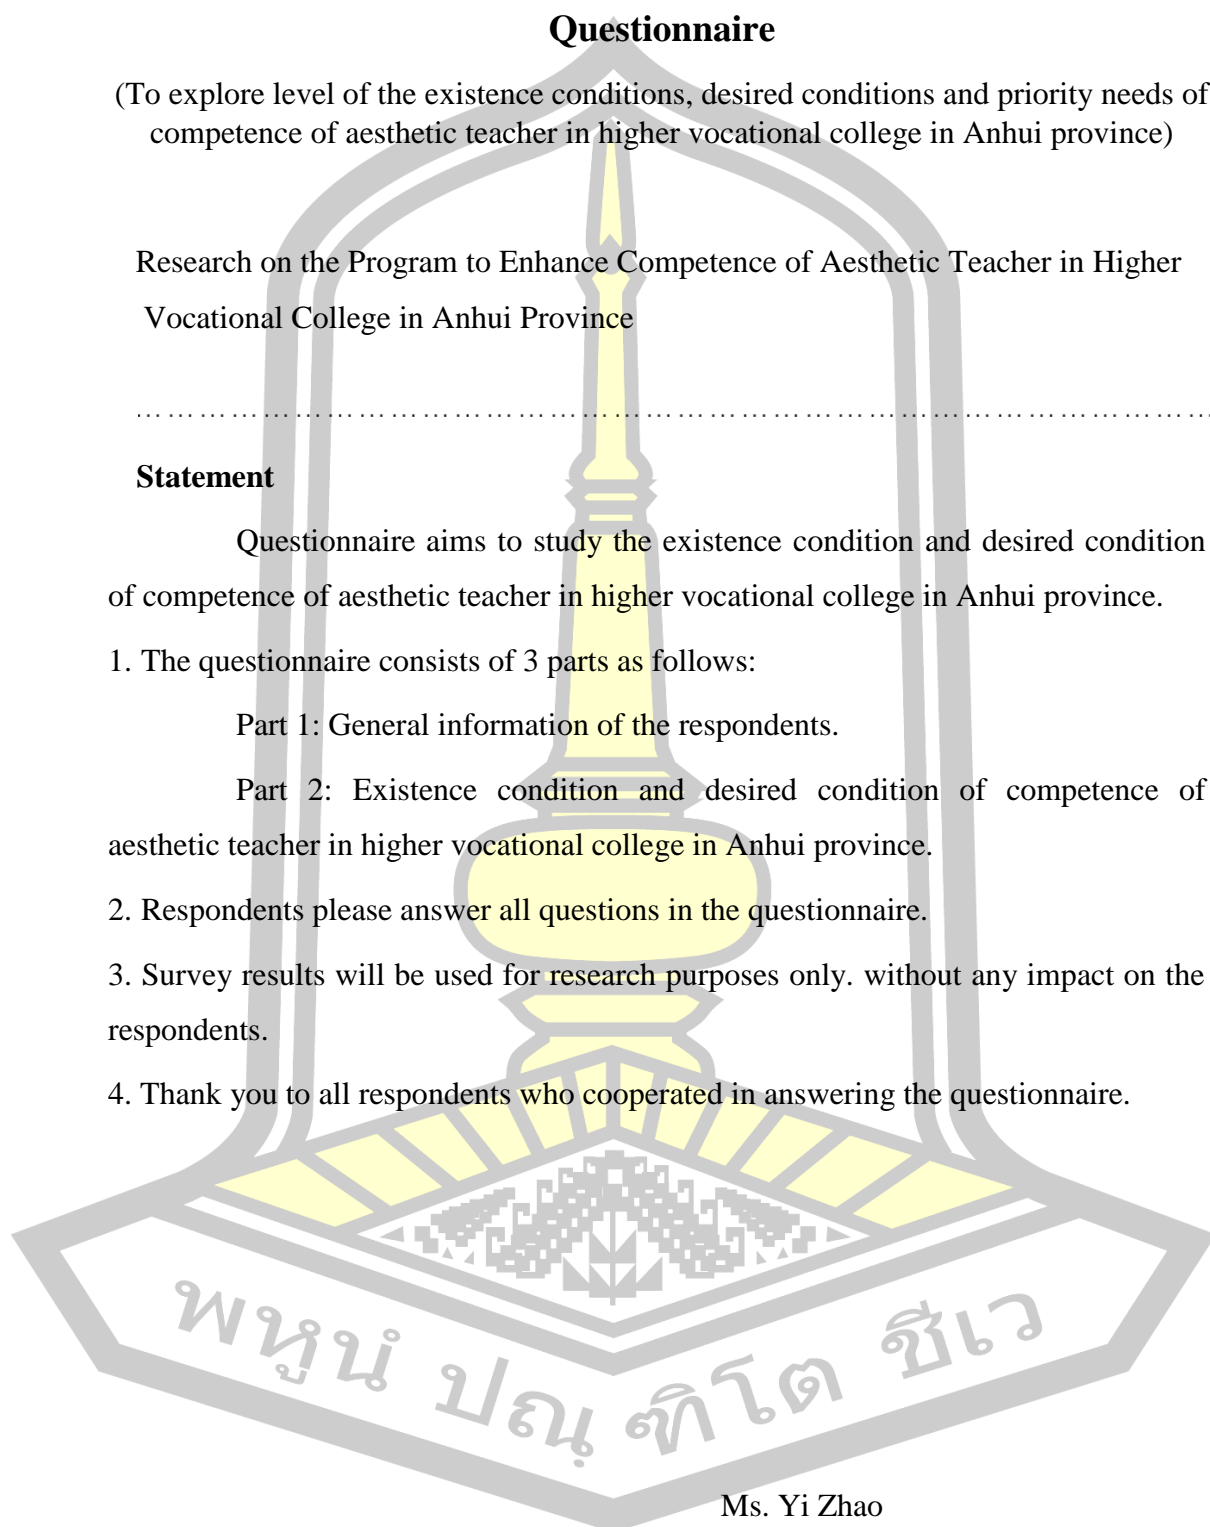 Questionnaire
(To explore level of the existence conditions, desired conditions and priority needs of
competence of aesthetic teacher in higher vocational college in Anhui province)
Research on the Program to Enhance Competence of Aesthetic Teacher in Higher
Vocational College in Anhui Province
……………………………………………………………………………………………
Statement
Questionnaire aims to study the existence condition and desired condition
of competence of aesthetic teacher in higher vocational college in Anhui province.
1. The questionnaire consists of 3 parts as follows:
Part 1: General information of the respondents.
Part 2: Existence condition and desired condition of competence of
aesthetic teacher in higher vocational college in Anhui province.
2. Respondents please answer all questions in the questionnaire.
3. Survey results will be used for research purposes only. without any impact on the
respondents.
4. Thank you to all respondents who cooperated in answering the questionnaire.
พหูนํ ปณฺฑิโต ชีเว
Ms. Yi Zhao